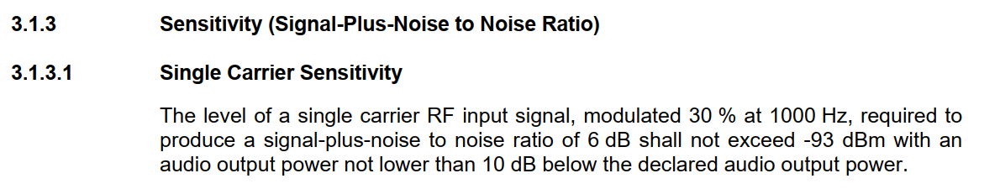 3.1.3 Sensitivity (Signal-Plus-Noise to Noise Ratio)
3.1.3.1 Single Carrier Sensitivity
The level of a single carrier RF input signal, modulated 30 % at 1000 Hz, required to
produce a signal-plus-noise to noise ratio of 6 dB shall not exceed -93 dBm with an
audio output power not lower than 10 dB below the declared audio output power.